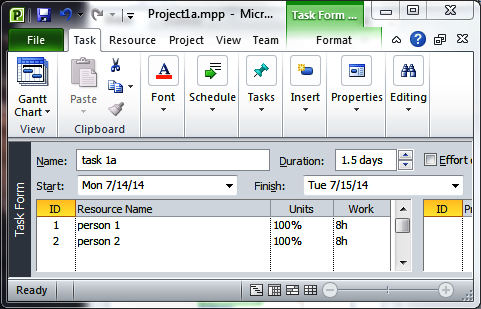 Project1a.mpp - Micr...
Task Form ...
File Task Resource Project View Team Format
Gantt Chart
Paste
Font
Schedule
Tasks
Insert
Properties
Editing
View
Clipboard
Task Form
Name: task 1a Duration: 1.5 days Effort
Start: Mon 7/14/14 Finish: Tue 7/15/14
ID Resource Name Units Work ID
1 person 1 100% 8h
2 person 2 100% 8h
Ready